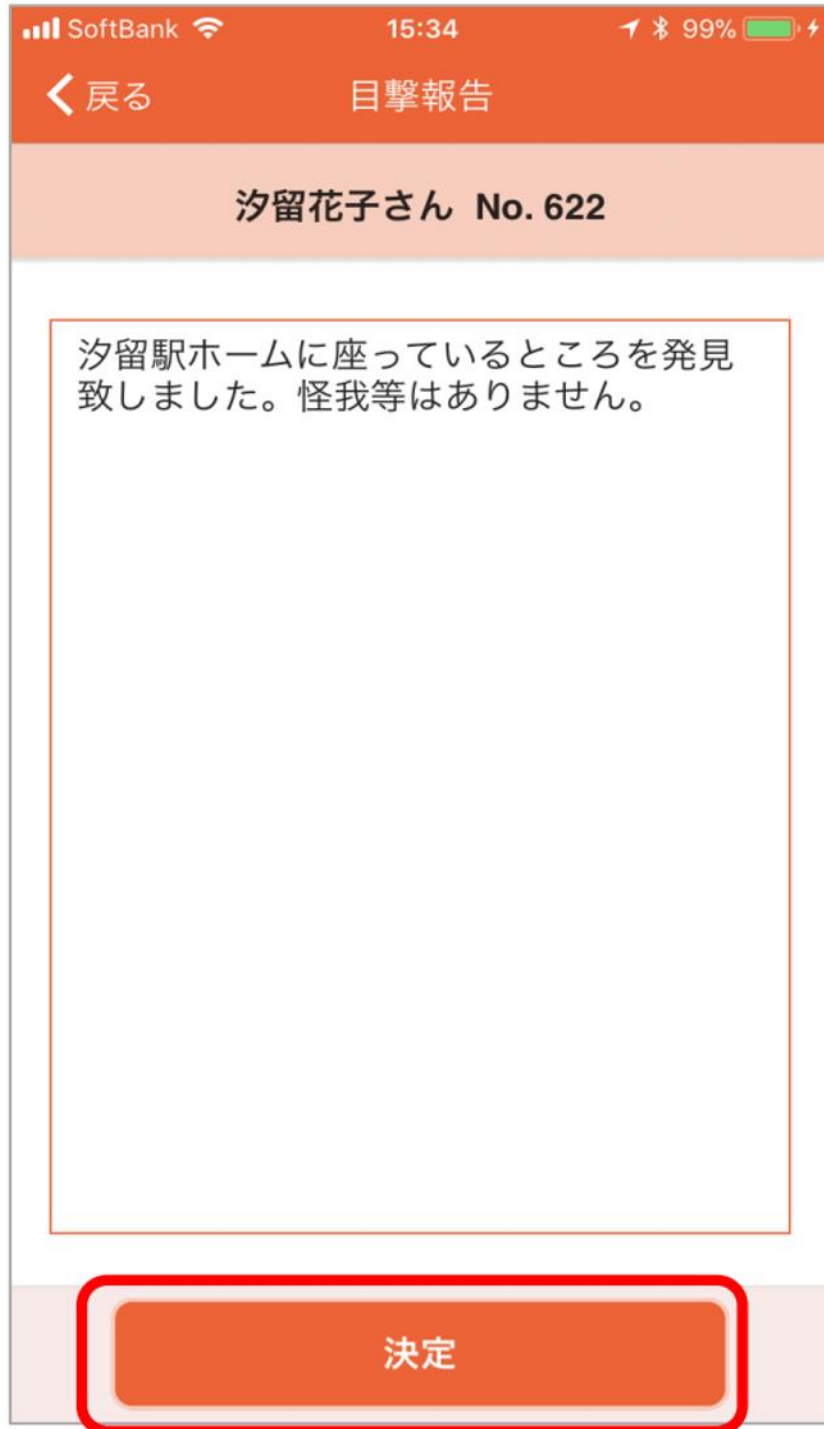 SoftBank 15:34 99%
戻る 目撃報告
汐留花子さん No. 622
汐留駅ホームに座っているところを発見
致しました。怪我等はありません。
決定